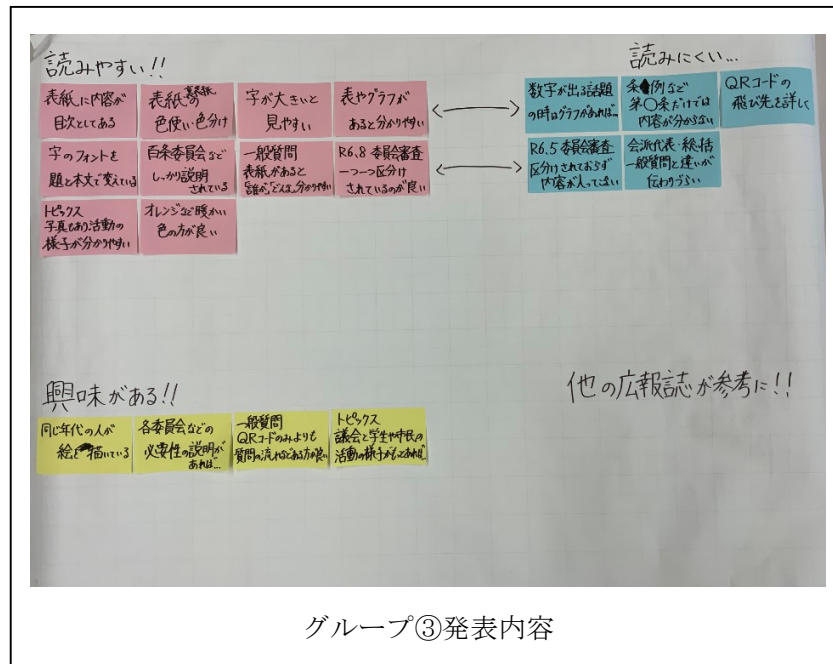 読みやすい!!
表紙に内容が
目次としてある
表紙の
裏表紙
色使い・色分け
字が大きいと
見やすい
表やグラフが
あると分かりやすい
字のフォントを
題と本文で変えている
百条委員会など
しっかり説明
されている
一般質問
表紙があると
"誰が、どんな"分かりやすい
R6.8 委員会審査
一つ一つ区分け
されているのが良い
トピックス
写真もあり活動の
様子が分かりやすい
オレンジなど暖かい
色の方が良い
読みにくい…
数字が出る話題
の時はグラフがあれば…
条例など
第〇条だけでは
内容が分からない
QRコードの
飛び先を詳しく
R6.5 委員会審査
区分けされておらず
内容が入ってこない
会派代表・総括
一般質問と違いが
伝わりづらい
興味がある!!
同じ年代の人が
絵を描いている
各委員会などの
必要性の説明が
あれば…
一般質問
QRコードのみよりも
質問の流れなどある方が良い
トピックス
議会と学生や市民の
活動の様子がもっとあれば…
他の広報誌が参考に!!
グループ③発表内容